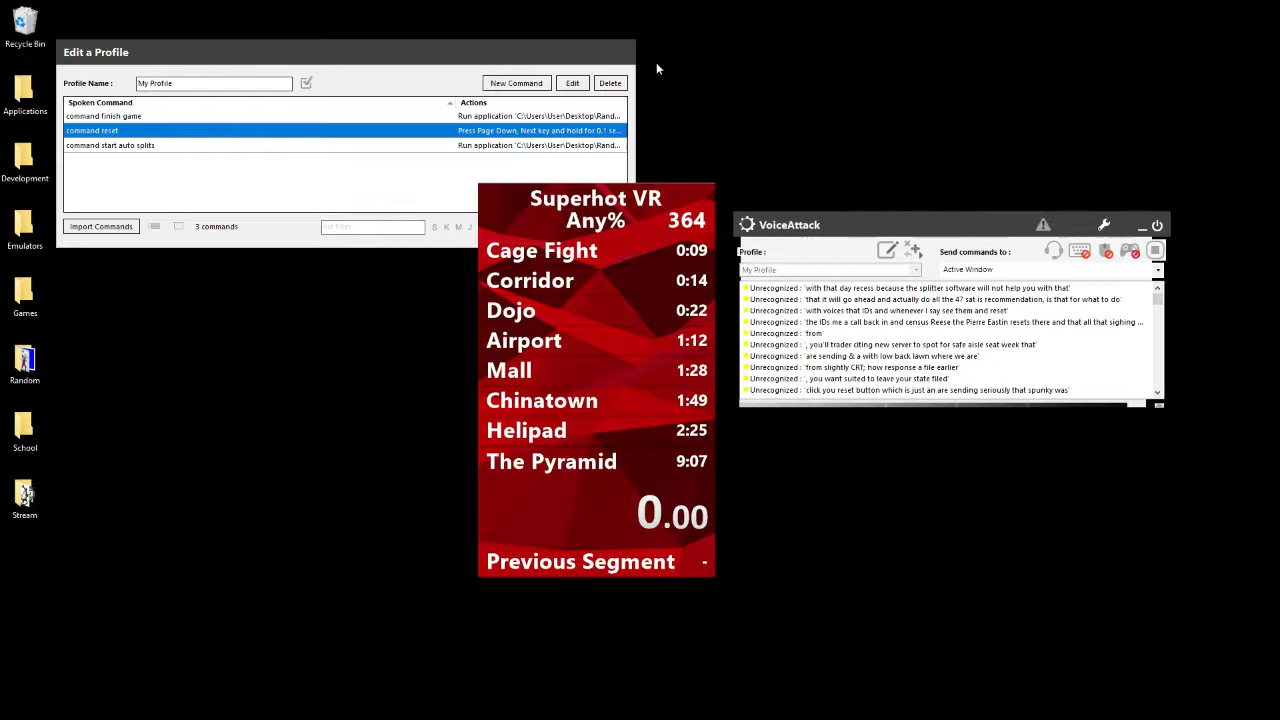 Recycle Bin
Applications
Development
Emulators
Games
Random
School
Stream
Edit a Profile
Profile Name :
My Profile
New Command
Edit
Delete
Spoken Command
Actions
command finish game
Run application 'C:\Users\User\Desktop\Rand...
command reset
Press Page Down, Next key and hold for 0.1 se...
command start auto splits
Run application 'C:\Users\User\Desktop\Rand...
Import Commands
3 commands
list filter
S K M J
Superhot VR
Any% 364
Cage Fight 0:09
Corridor 0:14
Dojo 0:22
Airport 1:12
Mall 1:28
Chinatown 1:49
Helipad 2:25
The Pyramid 9:07
0.00
Previous Segment -
VoiceAttack
Profile :
Send commands to :
My Profile
Active Window
Unrecognized : 'with that day recess because the splitter software will not help you with that'
Unrecognized : 'that it will go ahead and actually do all the 47 sat is recommendation, is that for what to do'
Unrecognized : 'with voices that IDs and whenever I say see them and reset'
Unrecognized : 'the IDs me a call back in and census Reese the Pierre Eastin resets there and that all that sighing ...
Unrecognized : 'from'
Unrecognized : ', you'll trader citing new server to spot for safe aisle seat week that'
Unrecognized : 'are sending & a with low back lawn where we are'
Unrecognized : 'from slightly CRT; how response a file earlier'
Unrecognized : ', you want suited to leave your state filed'
Unrecognized : 'click you reset button which is just an are sending seriously that spunky was'